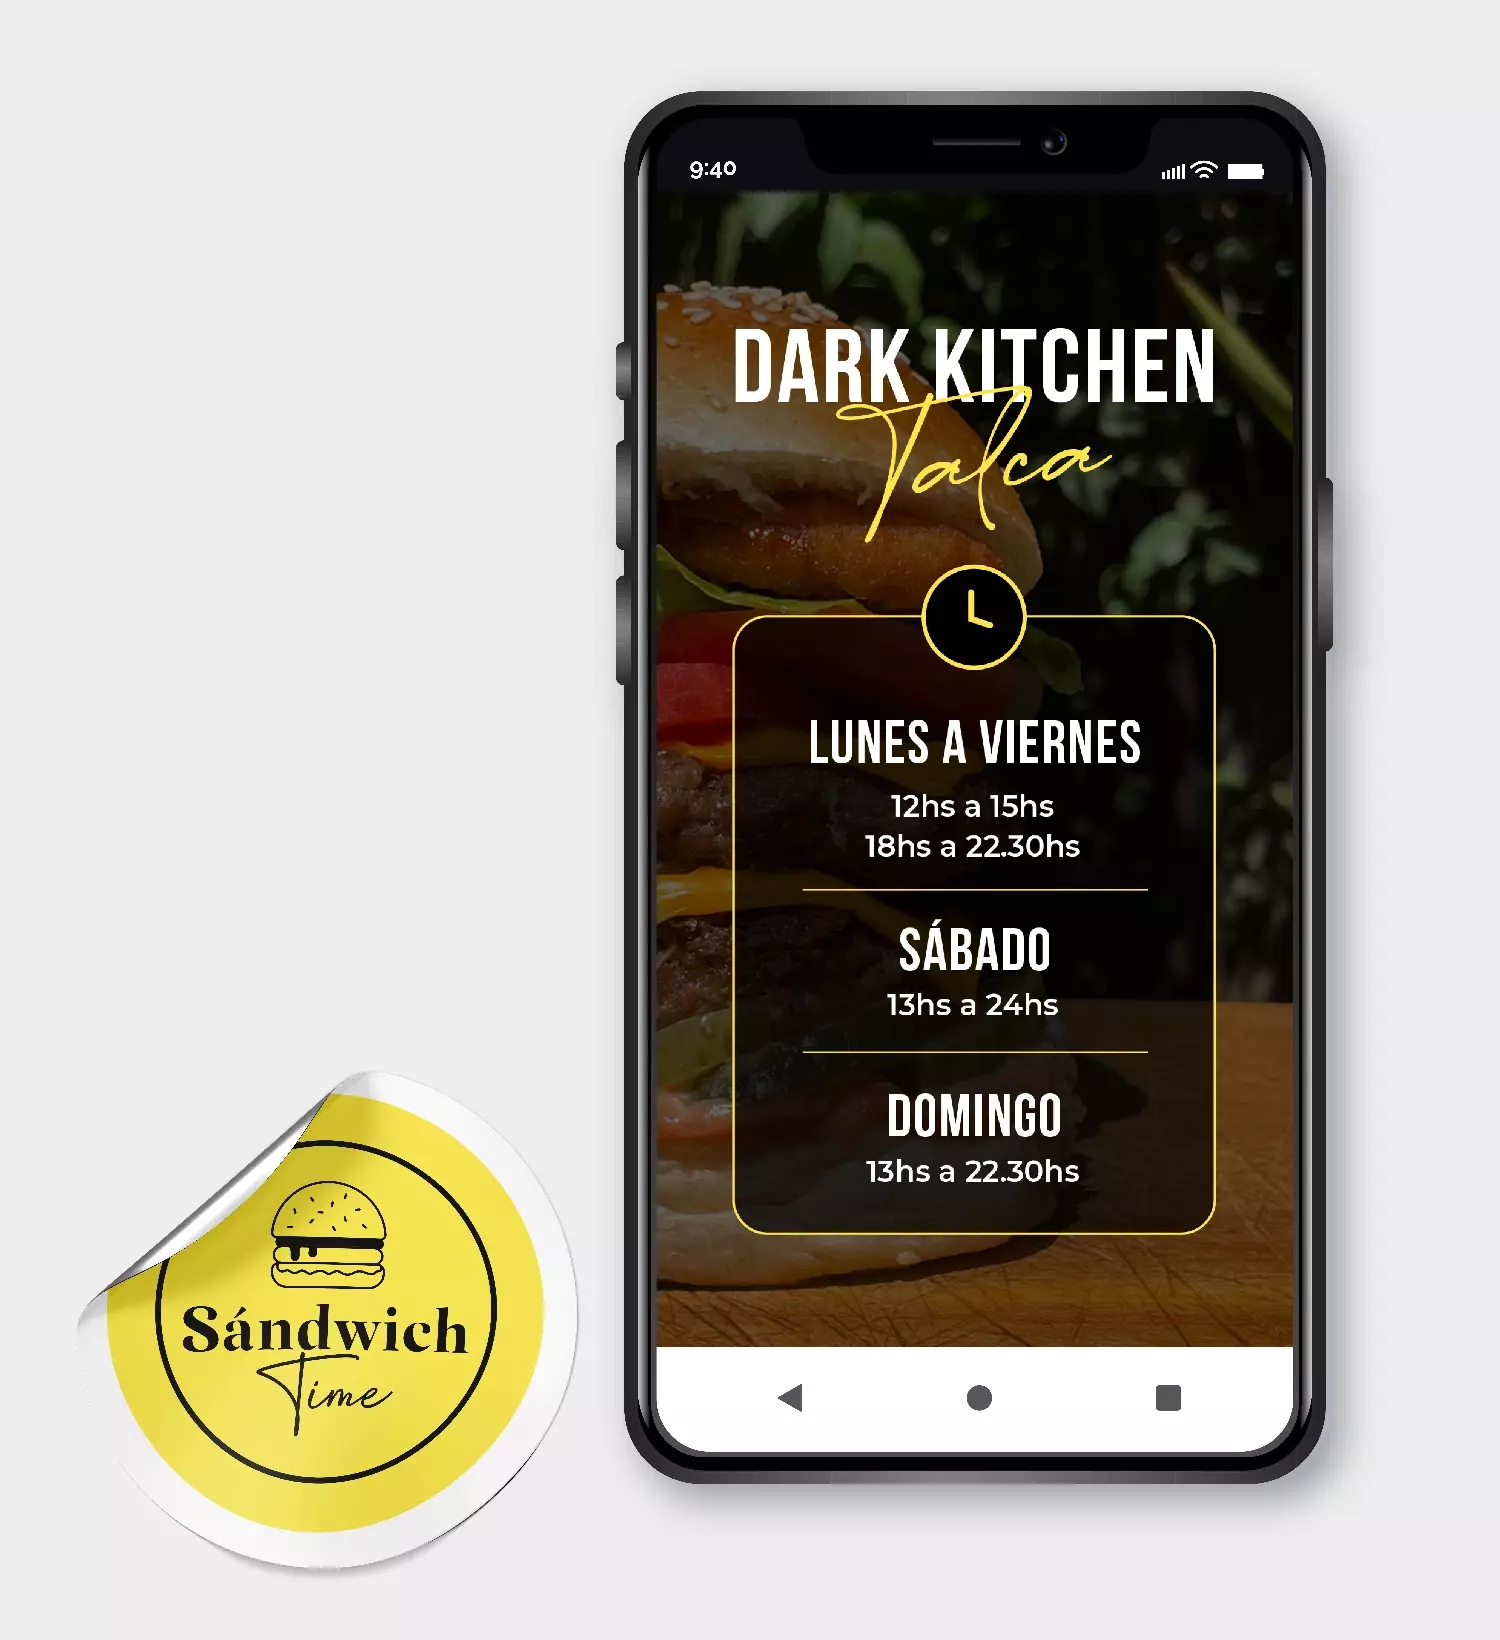 9:40
DARK KITCHEN
Talca
LUNES A VIERNES
12hs a 15hs
18hs a 22.30hs
SÁBADO
13hs a 24hs
DOMINGO
13hs a 22.30hs
Sándwich
Time